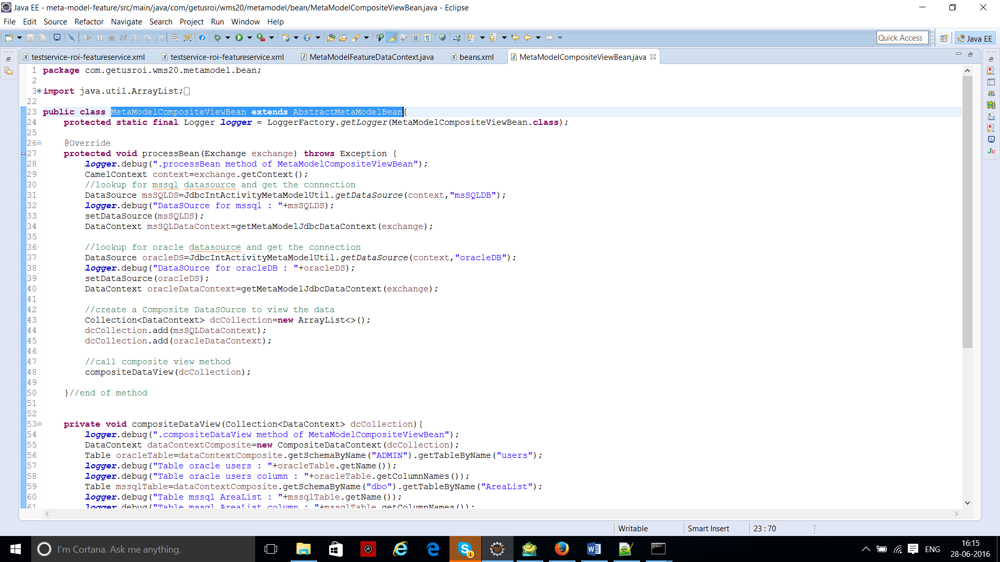 Java EE - meta-model-feature/src/main/java/com/getusroi/wms20/metamodel/bean/MetaModelCompositeViewBean.java - Eclipse
File Edit Source Refactor Navigate Search Project Run Window Help
Quick Access
Java EE
testservice-roi-featureservice.xml
testservice-roi-featureservice.xml
MetaModelFeatureDataContext.java
beans.xml
MetaModelCompositeViewBean.java
1 package com.getusroi.wms20.metamodel.bean;
2
3 import java.util.ArrayList;
22
23 public class MetaModelCompositeViewBean extends AbstractMetaModelBean{
24 protected static final Logger logger = LoggerFactory.getLogger(MetaModelCompositeViewBean.class);
25
26 @Override
27 protected void processBean(Exchange exchange) throws Exception {
28 logger.debug(".processBean method of MetaModelCompositeViewBean");
29 CamelContext context=exchange.getContext();
30 //lookup for mssql datasource and get the connection
31 DataSource msSQLDS=JdbcIntActivityMetaModelUtil.getDataSource(context,"msSQLDB");
32 logger.debug("DataSOurce for mssql : "+msSQLDS);
33 setDataSource(msSQLDS);
34 DataContext msSQLDataContext=getMetaModelJdbcDataContext(exchange);
35
36 //lookup for oracle datasource and get the connection
37 DataSource oracleDS=JdbcIntActivityMetaModelUtil.getDataSource(context,"oracleDB");
38 logger.debug("DataSOurce for oracleDB : "+oracleDS);
39 setDataSource(oracleDS);
40 DataContext oracleDataContext=getMetaModelJdbcDataContext(exchange);
41
42 //create a Composite DataSOurce to view the data
43 Collection<DataContext> dcCollection=new ArrayList<>();
44 dcCollection.add(msSQLDataContext);
45 dcCollection.add(oracleDataContext);
46
47 //call composite view method
48 compositeDataView(dcCollection);
49
50 }//end of method
51
52
53 private void compositeDataView(Collection<DataContext> dcCollection){
54 logger.debug(".compositeDataView method of MetaModelCompositeViewBean");
55 DataContext dataContextComposite=new CompositeDataContext(dcCollection);
56 Table oracleTable=dataContextComposite.getSchemaByName("ADMIN").getTableByName("users");
57 logger.debug("Table oracle users : "+oracleTable.getName());
58 logger.debug("Table oracle users column : "+oracleTable.getColumnNames());
59 Table mssqlTable=dataContextComposite.getSchemaByName("dbo").getTableByName("AreaList");
60 logger.debug("Table mssql AreaList : "+mssqlTable.getName());
61 logger.debug("Table mssql AreaList column : "+mssqlTable.getColumnNames());
Writable
Smart Insert
23 : 70
I'm Cortana. Ask me anything.
ENG
16:15
28-06-2016